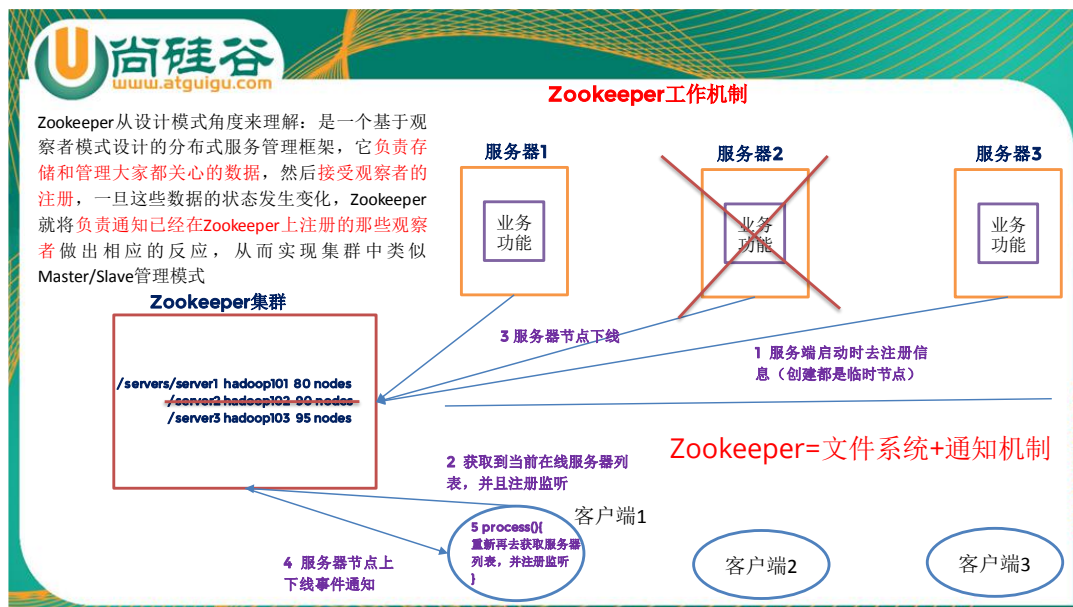 尚硅谷
www.atguigu.com
Zookeeper工作机制
Zookeeper从设计模式角度来理解：是一个基于观
察者模式设计的分布式服务管理框架，它负责存
储和管理大家都关心的数据，然后接受观察者的
注册，一旦这些数据的状态发生变化，Zookeeper
就将负责通知已经在Zookeeper上注册的那些观察
者做出相应的反应，从而实现集群中类似
Master/Slave管理模式
服务器1
服务器2
服务器3
业务
功能
业务
功能
业务
功能
Zookeeper集群
/servers/server1 hadoop101 80 nodes
/server2 hadoop102 90 nodes
/server3 hadoop103 95 nodes
3 服务器节点下线
1 服务端启动时去注册信
息（创建都是临时节点）
Zookeeper=文件系统+通知机制
2 获取到当前在线服务器列
表，并且注册监听
客户端1
5 process(){
重新再去获取服务器
列表，并注册监听
}
4 服务器节点上
下线事件通知
客户端2
客户端3